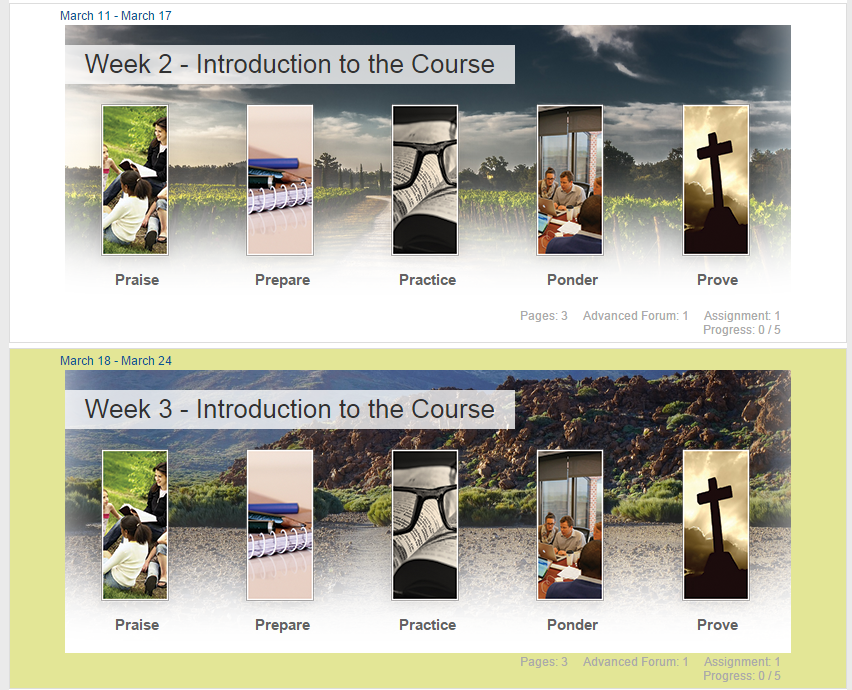 March 11 - March 17
Week 2 - Introduction to the Course
Praise Prepare Practice Ponder Prove
Pages: 3 Advanced Forum: 1 Assignment: 1
Progress: 0 / 5
March 18 - March 24
Week 3 - Introduction to the Course
Praise Prepare Practice Ponder Prove
Pages: 3 Advanced Forum: 1 Assignment: 1
Progress: 0 / 5